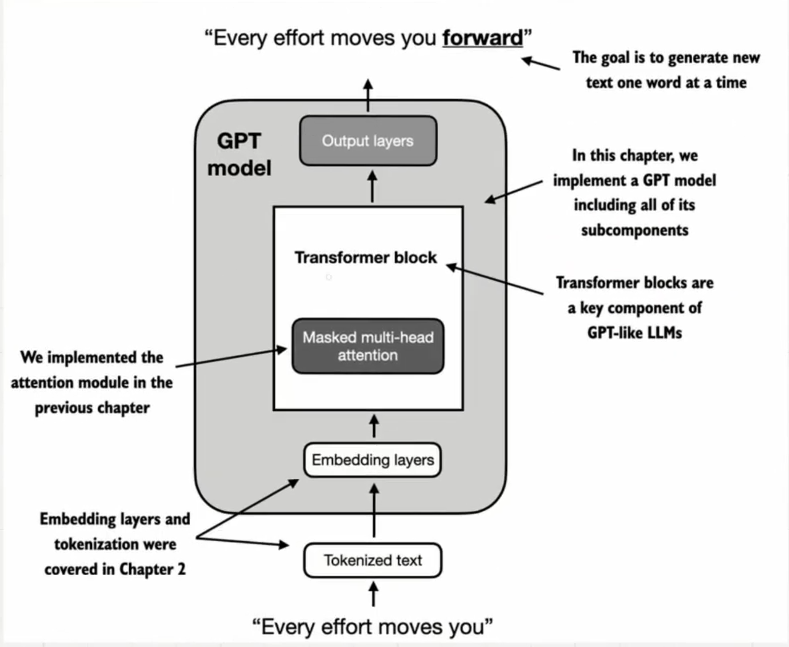 “Every effort moves you forward”
The goal is to generate new
text one word at a time
GPT
model
Output layers
In this chapter, we
implement a GPT model
including all of its
subcomponents
Transformer block
Transformer blocks are
a key component of
GPT-like LLMs
Masked multi-head
attention
We implemented the
attention module in the
previous chapter
Embedding layers
Embedding layers and
tokenization were
covered in Chapter 2
Tokenized text
“Every effort moves you”